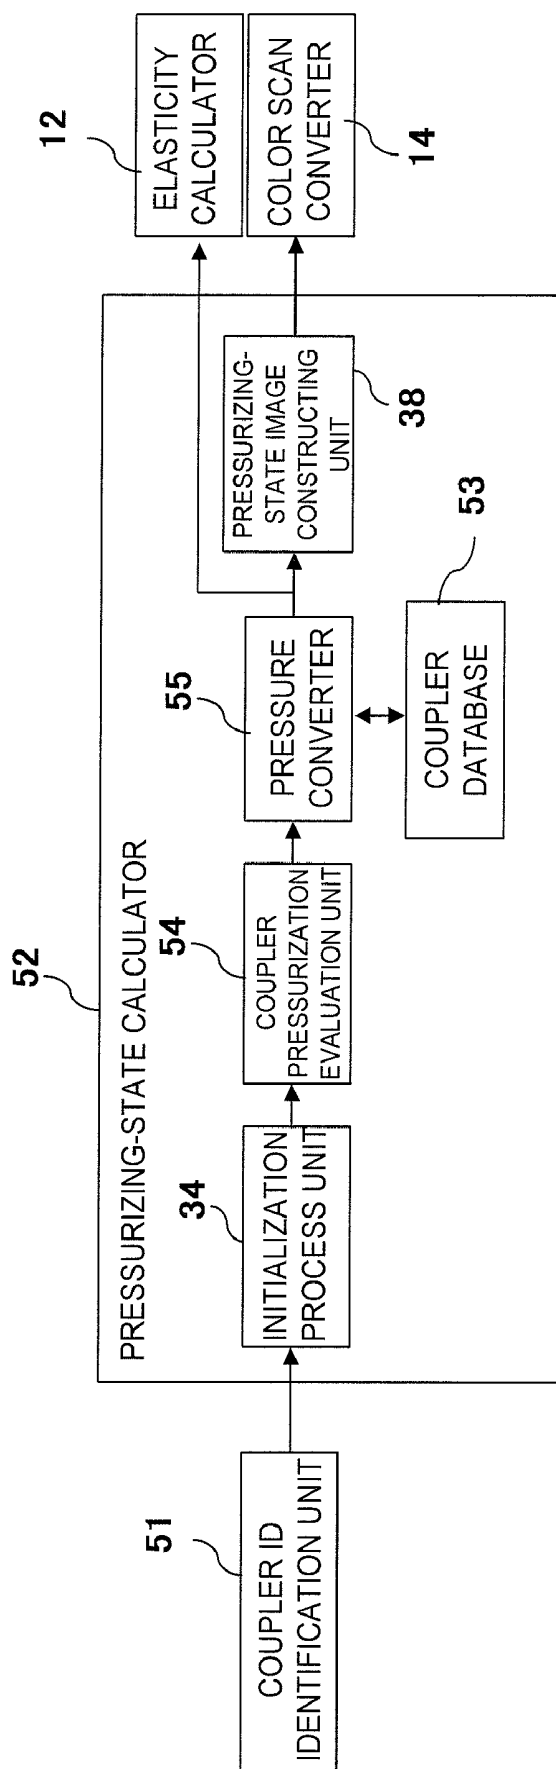 51
COUPLER ID
IDENTIFICATION UNIT
52
PRESSURIZING-STATE CALCULATOR
34
INITIALIZATION
PROCESS UNIT
54
COUPLER
PRESSURIZATION
EVALUATION UNIT
55
PRESSURE
CONVERTER
53
COUPLER
DATABASE
PRESSURIZING-
STATE IMAGE
CONSTRUCTING
UNIT
38
12
ELASTICITY
CALCULATOR
COLOR SCAN
CONVERTER
14